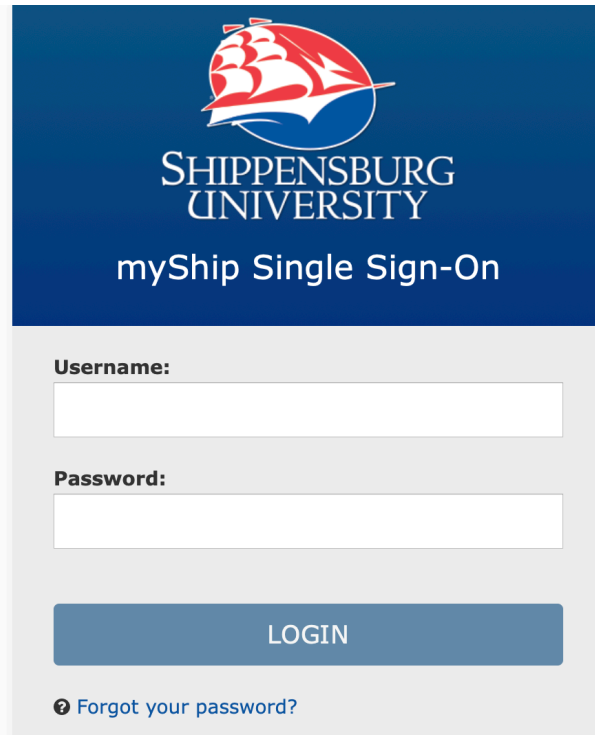 SHIPPENSBURG
UNIVERSITY
myShip Single Sign-On
Username:
Password:
LOGIN
Forgot your password?